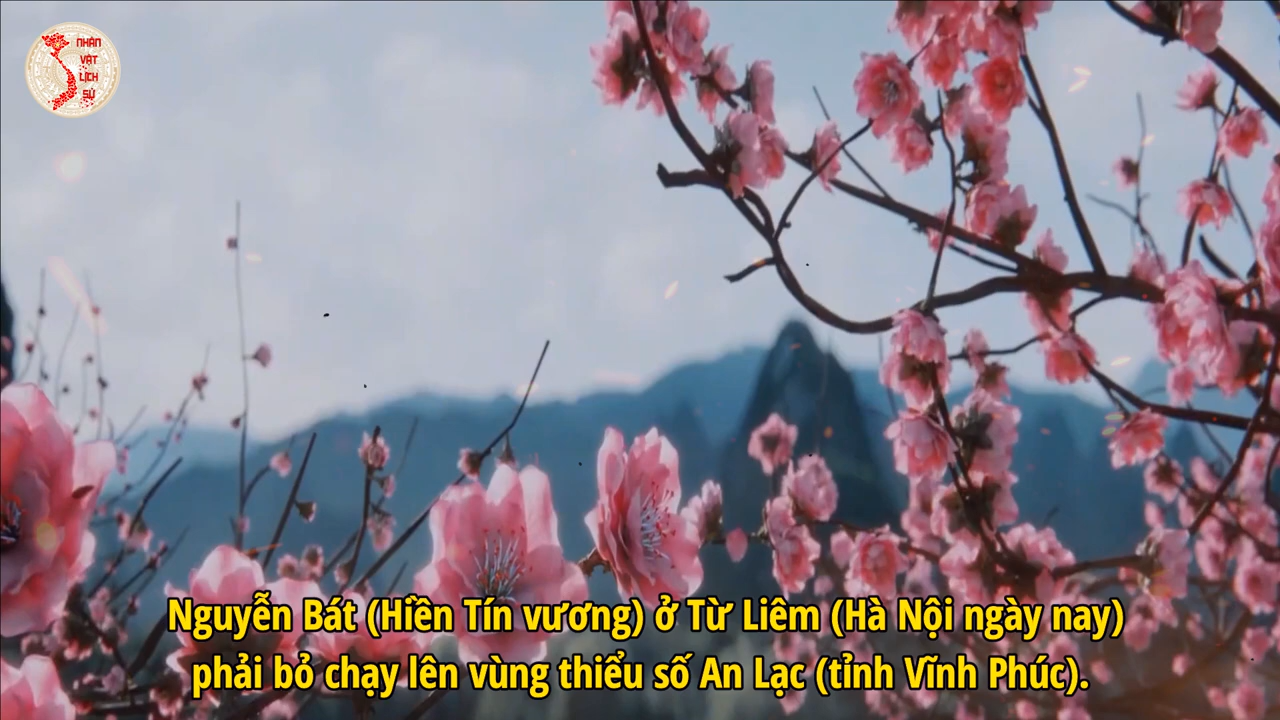 NHÂN
VẬT
LỊCH
SỬ
Nguyễn Bát (Hiền Tín vương) ở Từ Liêm (Hà Nội ngày nay)
phải bỏ chạy lên vùng thiểu số An Lạc (tỉnh Vĩnh Phúc).